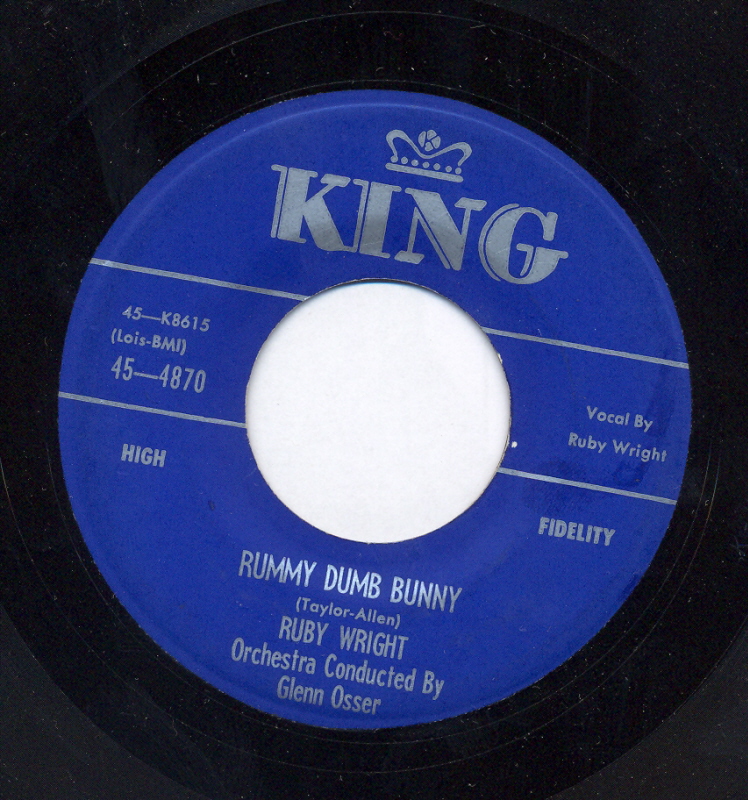 K
KING
45—K8615
(Lois-BMI)
45—4870
Vocal By
Ruby Wright
HIGH
FIDELITY
RUMMY DUMB BUNNY
(Taylor-Allen)
RUBY WRIGHT
Orchestra Conducted By
Glenn Osser